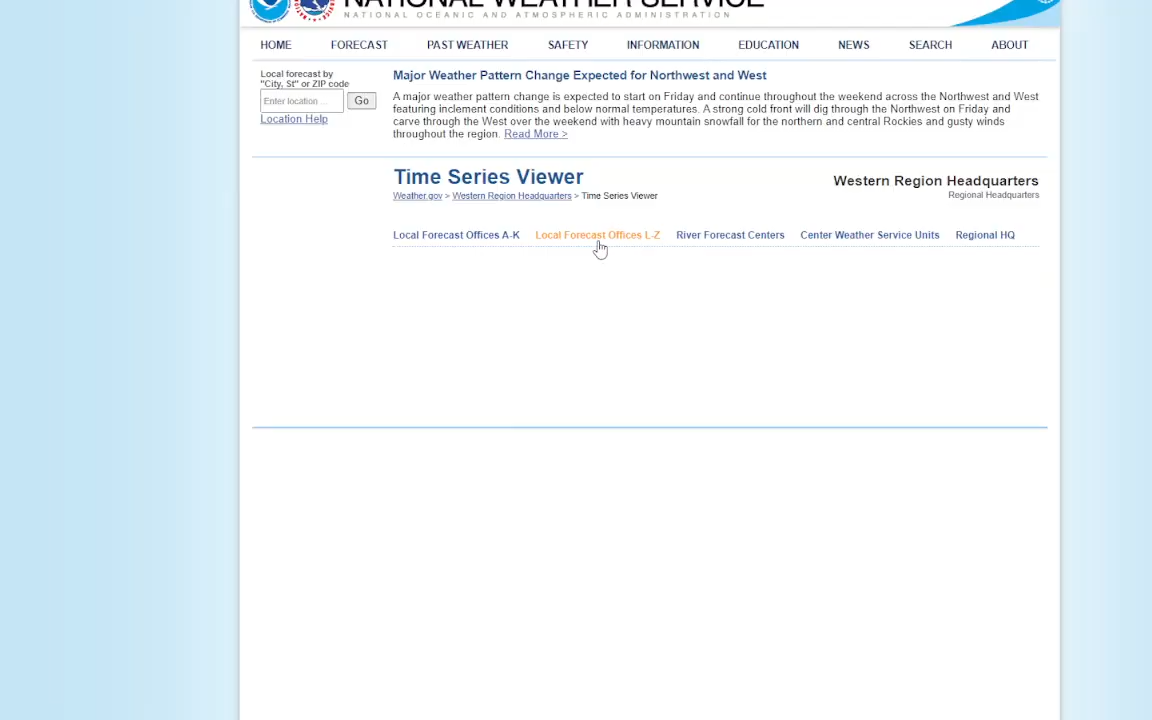 NATIONAL WEATHER SERVICE
NATIONAL OCEANIC AND ATMOSPHERIC ADMINISTRATION
HOME FORECAST PAST WEATHER SAFETY INFORMATION EDUCATION NEWS SEARCH ABOUT
Local forecast by
"City, St" or ZIP code
Enter location ... Go
Location Help
Major Weather Pattern Change Expected for Northwest and West
A major weather pattern change is expected to start on Friday and continue throughout the weekend across the Northwest and West
featuring inclement conditions and below normal temperatures. A strong cold front will dig through the Northwest on Friday and
carve through the West over the weekend with heavy mountain snowfall for the northern and central Rockies and gusty winds
throughout the region. Read More >
Time Series Viewer
Weather.gov > Western Region Headquarters > Time Series Viewer
Western Region Headquarters
Regional Headquarters
Local Forecast Offices A-K Local Forecast Offices L-Z River Forecast Centers Center Weather Service Units Regional HQ